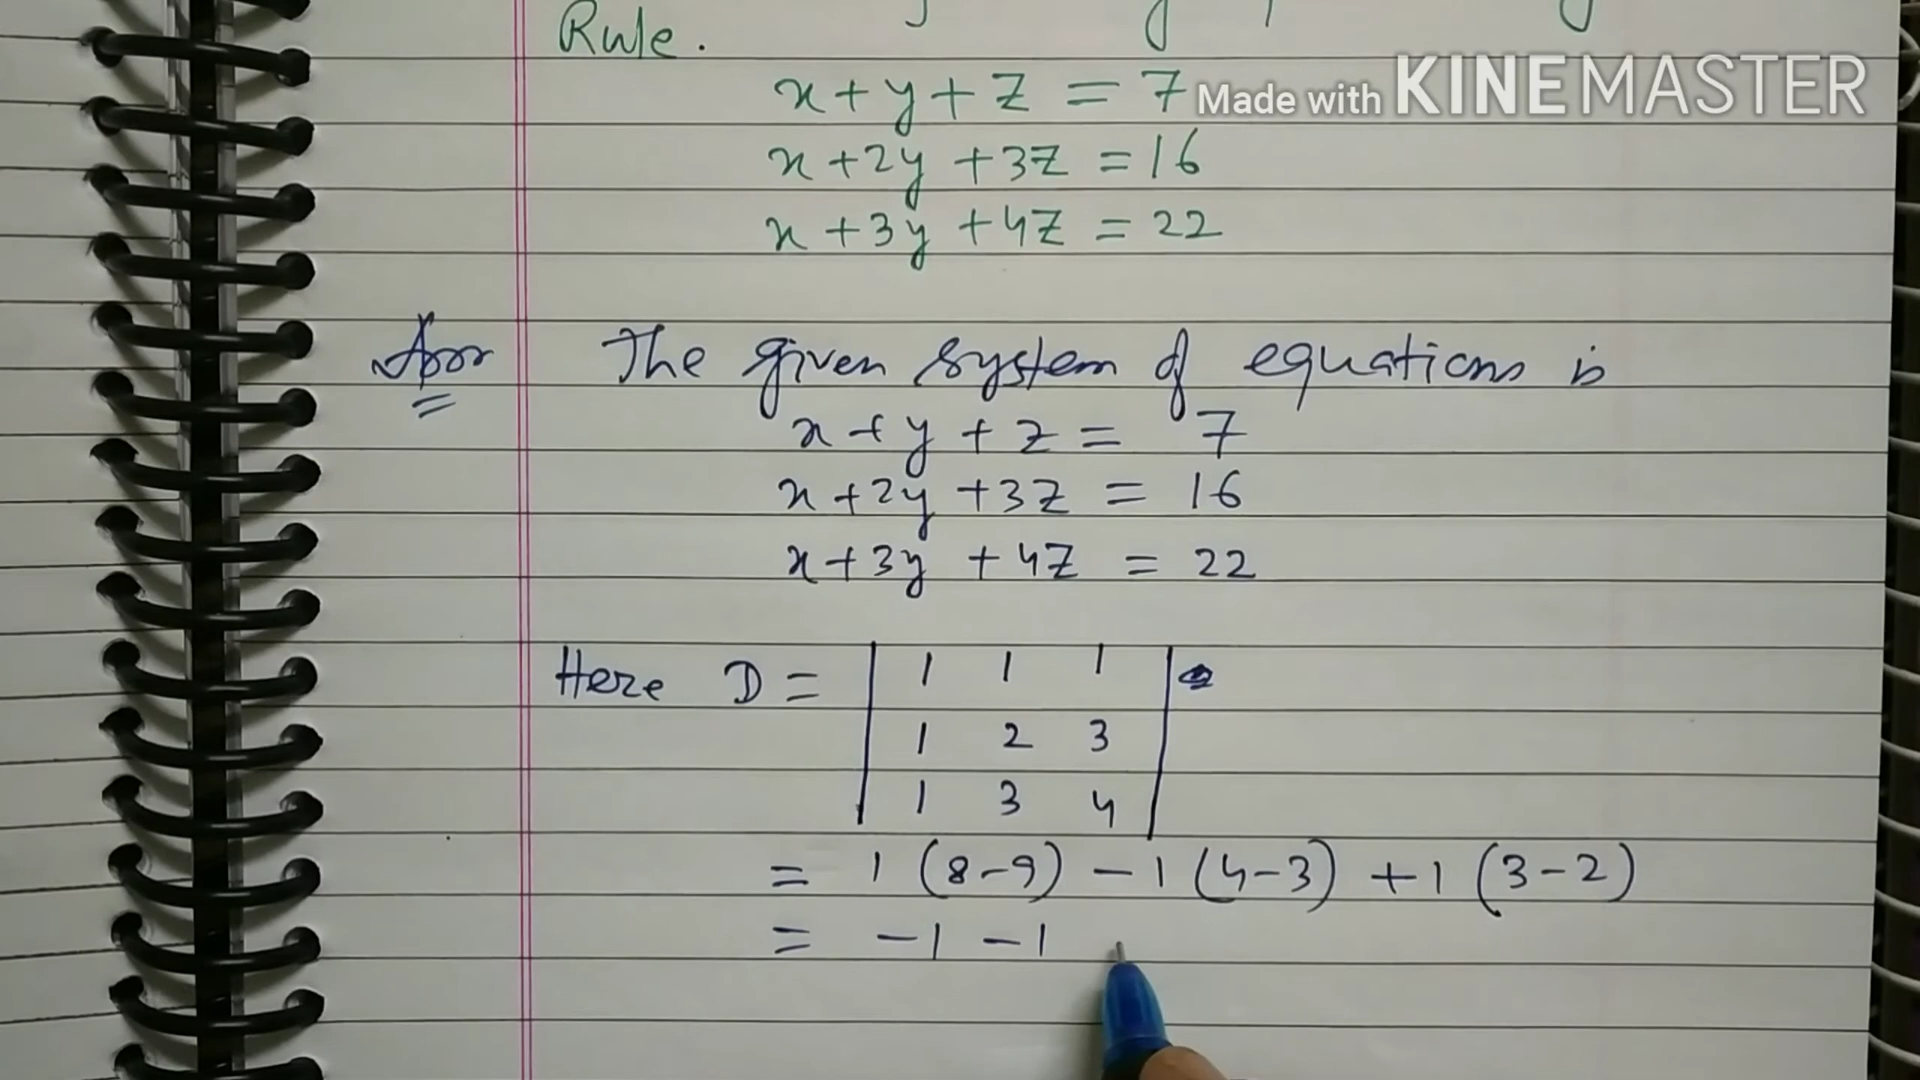 Rule.
x + y + z = 7
Made with KINEMASTER
x + 2y + 3z = 16
x + 3y + 4z = 22
The given system of equations is
x + y + z = 7
x + 2y + 3z = 16
x + 3y + 4z = 22
Here D = | 1 1 1 |
| 1 2 3 |
| 1 3 4 |
= 1 (8-9) - 1 (4-3) + 1 (3-2)
= -1 -1